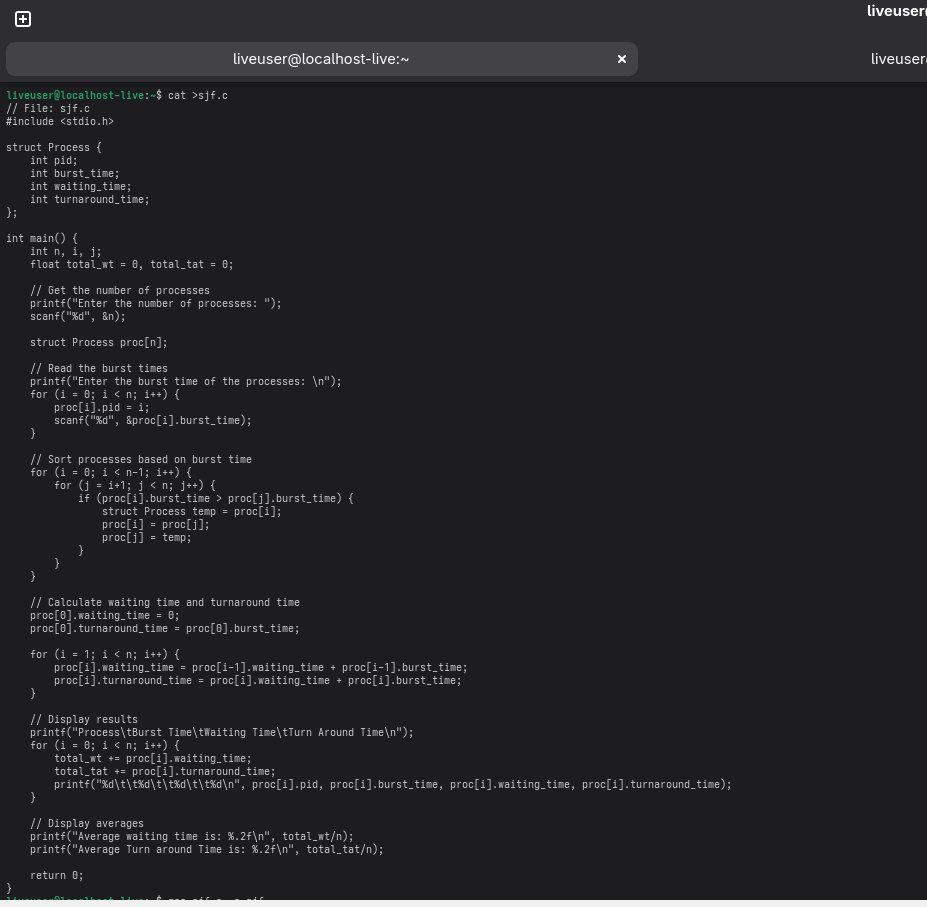 liveuser@
liveuser@localhost-live:~ ×
liveuser@
liveuser@localhost-live:~$ cat >sjf.c
// File: sjf.c
#include <stdio.h>

struct Process {
    int pid;
    int burst_time;
    int waiting_time;
    int turnaround_time;
};

int main() {
    int n, i, j;
    float total_wt = 0, total_tat = 0;

    // Get the number of processes
    printf("Enter the number of processes: ");
    scanf("%d", &n);

    struct Process proc[n];

    // Read the burst times
    printf("Enter the burst time of the processes: \n");
    for (i = 0; i < n; i++) {
        proc[i].pid = i;
        scanf("%d", &proc[i].burst_time);
    }

    // Sort processes based on burst time
    for (i = 0; i < n-1; i++) {
        for (j = i+1; j < n; j++) {
            if (proc[i].burst_time > proc[j].burst_time) {
                struct Process temp = proc[i];
                proc[i] = proc[j];
                proc[j] = temp;
            }
        }
    }

    // Calculate waiting time and turnaround time
    proc[0].waiting_time = 0;
    proc[0].turnaround_time = proc[0].burst_time;

    for (i = 1; i < n; i++) {
        proc[i].waiting_time = proc[i-1].waiting_time + proc[i-1].burst_time;
        proc[i].turnaround_time = proc[i].waiting_time + proc[i].burst_time;
    }

    // Display results
    printf("Process\tBurst Time\tWaiting Time\tTurn Around Time\n");
    for (i = 0; i < n; i++) {
        total_wt += proc[i].waiting_time;
        total_tat += proc[i].turnaround_time;
        printf("%d\t\t%d\t\t%d\t\t%d\n", proc[i].pid, proc[i].burst_time, proc[i].waiting_time, proc[i].turnaround_time);
    }

    // Display averages
    printf("Average waiting time is: %.2f\n", total_wt/n);
    printf("Average Turn around Time is: %.2f\n", total_tat/n);

    return 0;
}